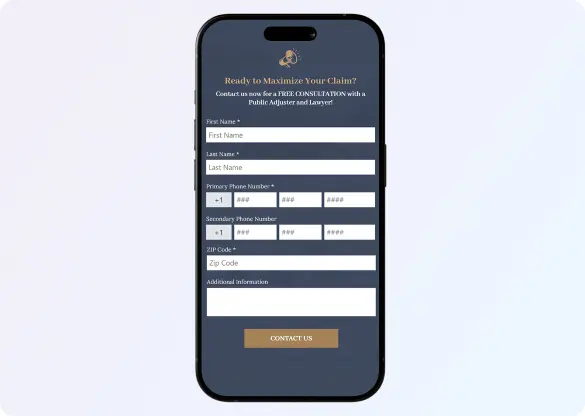 Ready to Maximize Your Claim?
Contact us now for a FREE CONSULTATION with a
Public Adjuster and Lawyer!
First Name *
First Name
Last Name *
Last Name
Primary Phone Number *
+1 ### ### ####
Secondary Phone Number
+1 ### ### ####
ZIP Code *
Zip Code
Additional Information
CONTACT US